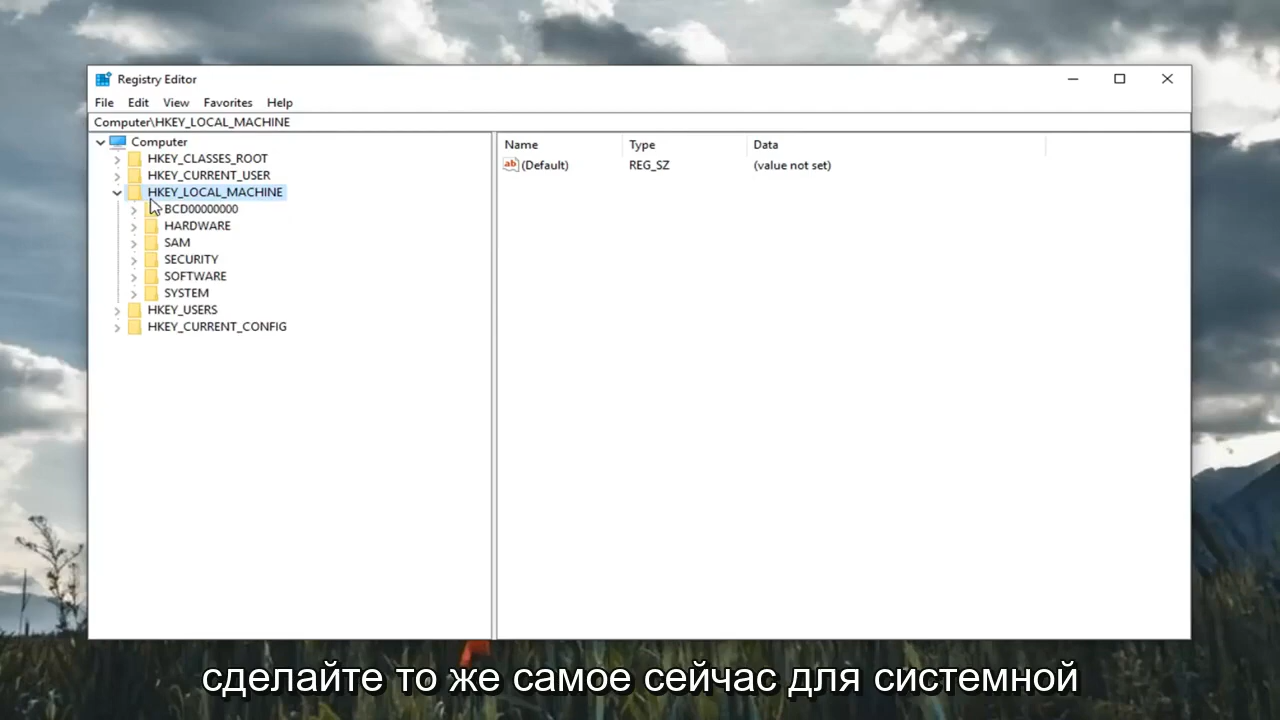 Registry Editor
File Edit View Favorites Help
Computer\HKEY_LOCAL_MACHINE
Computer
HKEY_CLASSES_ROOT
HKEY_CURRENT_USER
HKEY_LOCAL_MACHINE
BCD00000000
HARDWARE
SAM
SECURITY
SOFTWARE
SYSTEM
HKEY_USERS
HKEY_CURRENT_CONFIG
Name Type Data
ab (Default) REG_SZ (value not set)
сделайте то же самое сейчас для системной